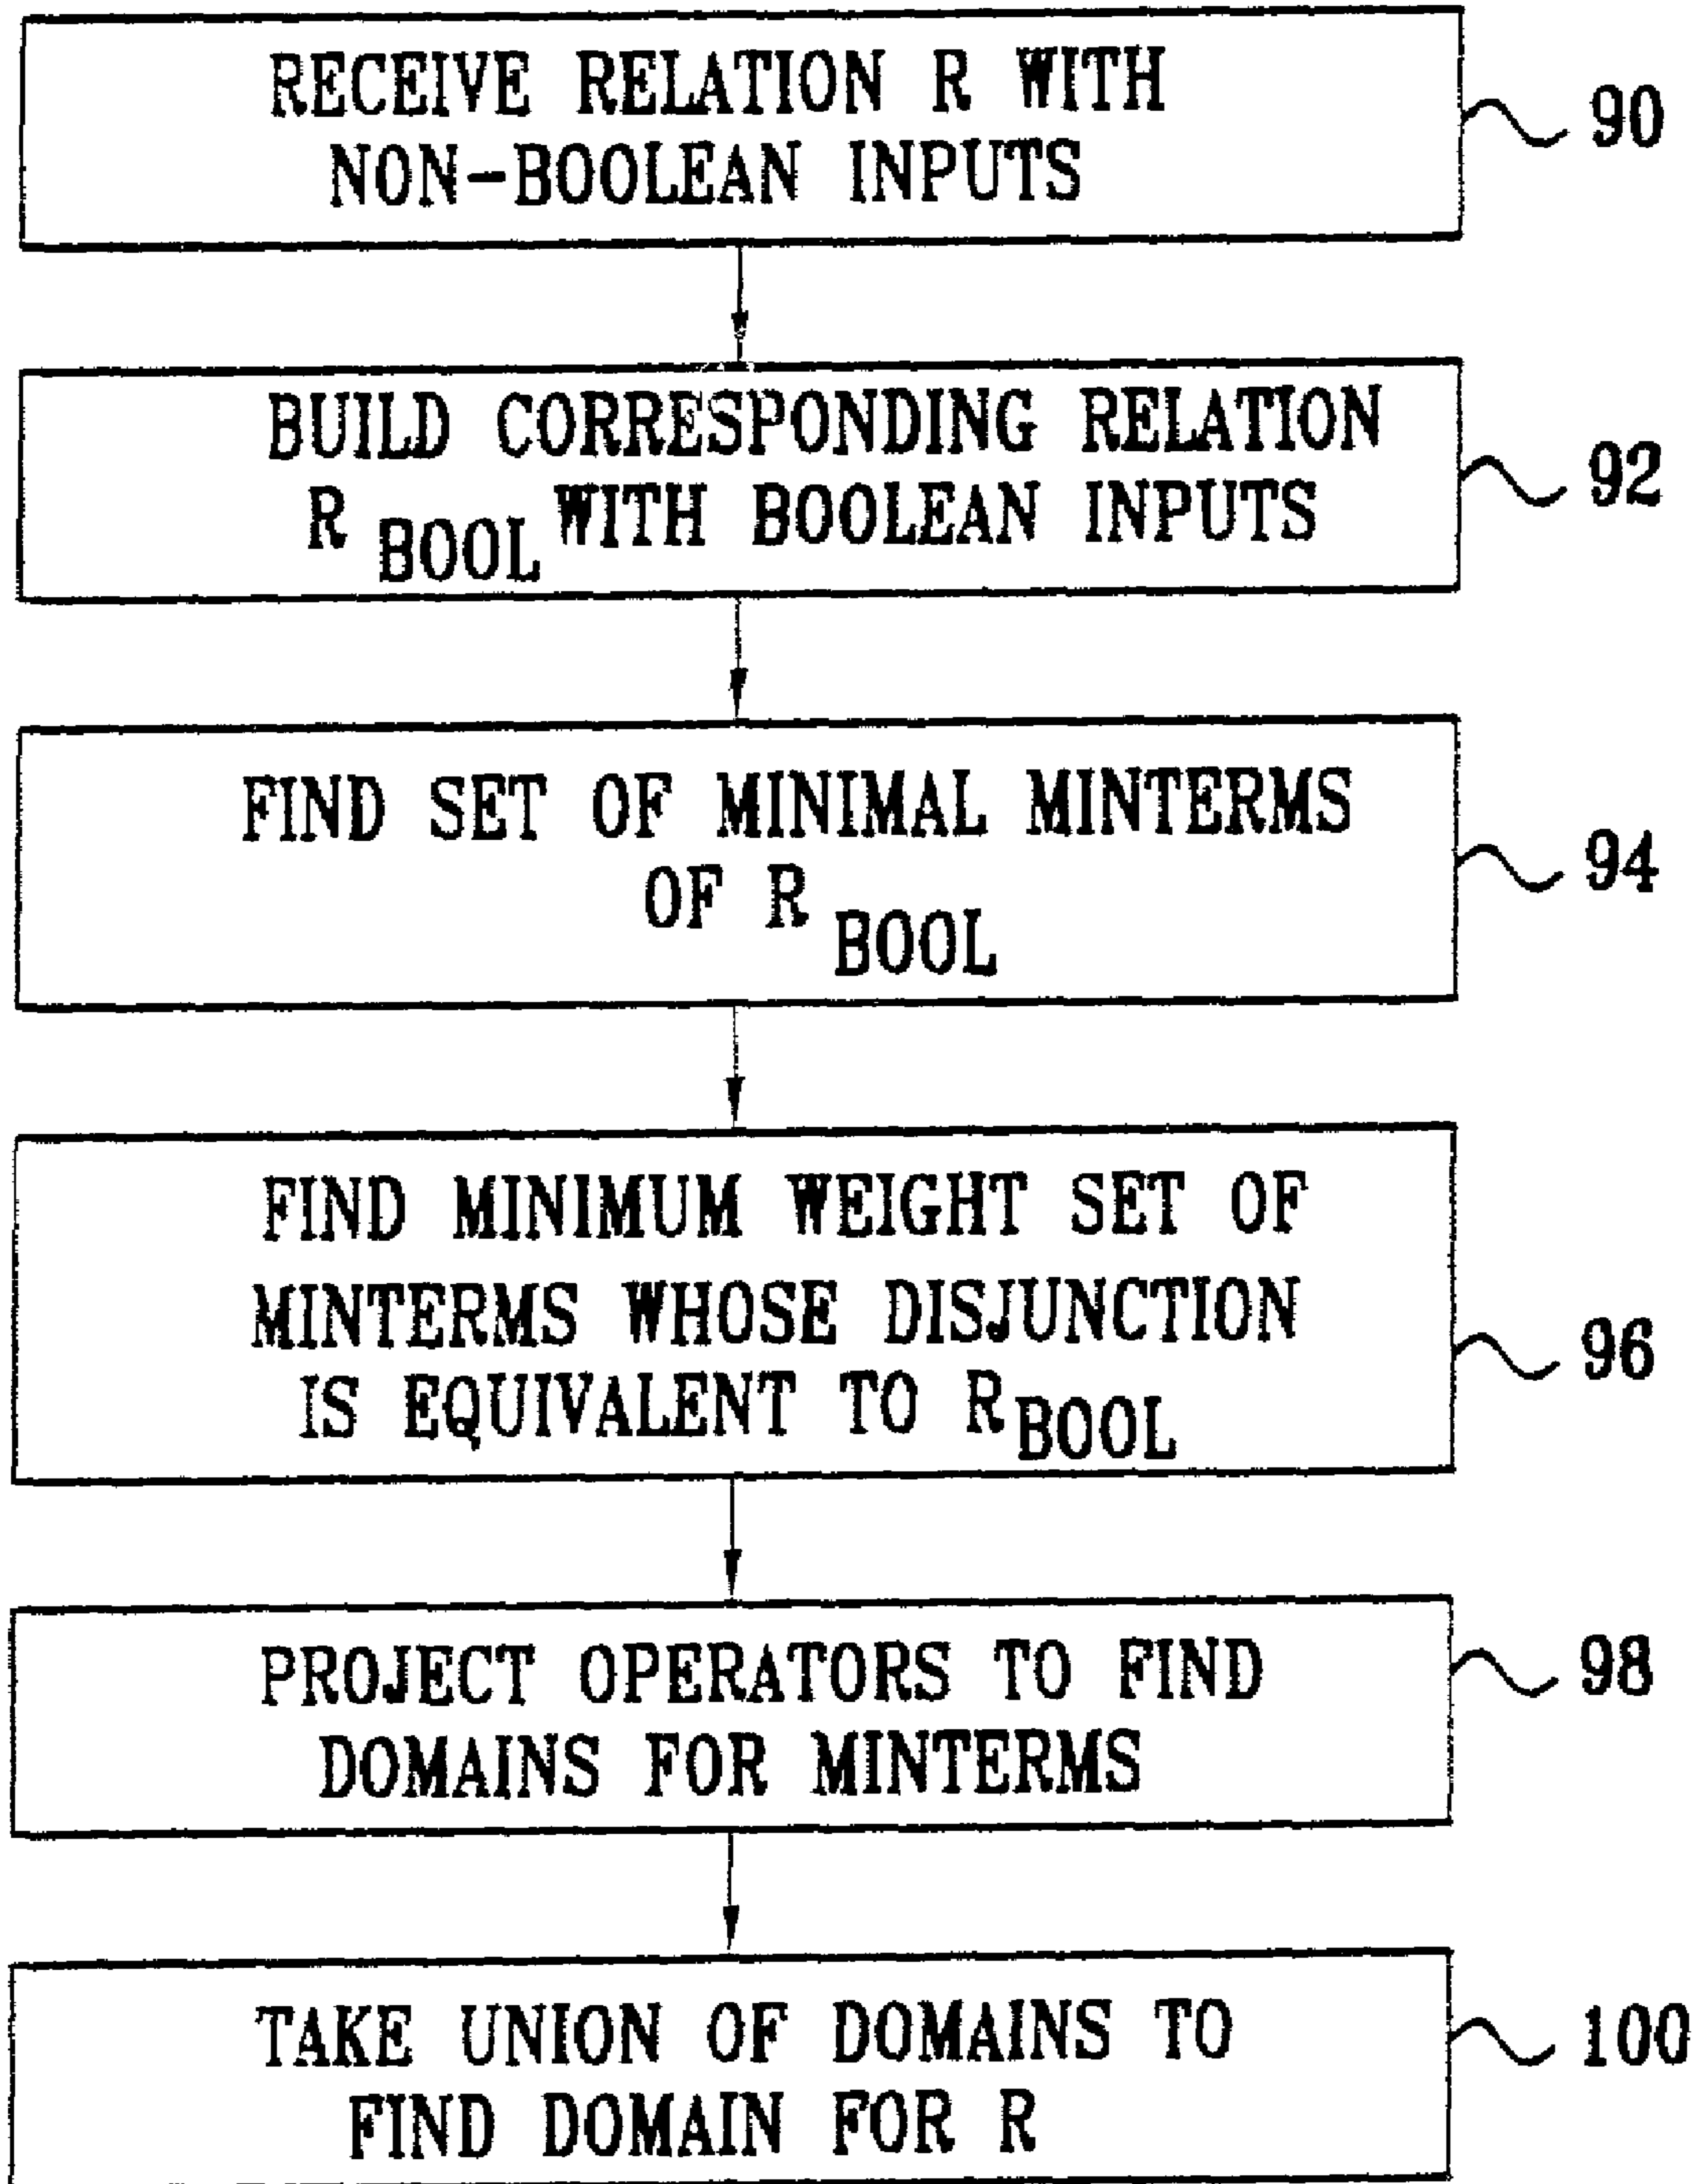 RECEIVE RELATION R WITH
NON-BOOLEAN INPUTS
90
BUILD CORRESPONDING RELATION
R BOOL WITH BOOLEAN INPUTS
92
FIND SET OF MINIMAL MINTERMS
OF R BOOL
94
FIND MINIMUM WEIGHT SET OF
MINTERMS WHOSE DISJUNCTION
IS EQUIVALENT TO R BOOL
96
PROJECT OPERATORS TO FIND
DOMAINS FOR MINTERMS
98
TAKE UNION OF DOMAINS TO
FIND DOMAIN FOR R
100